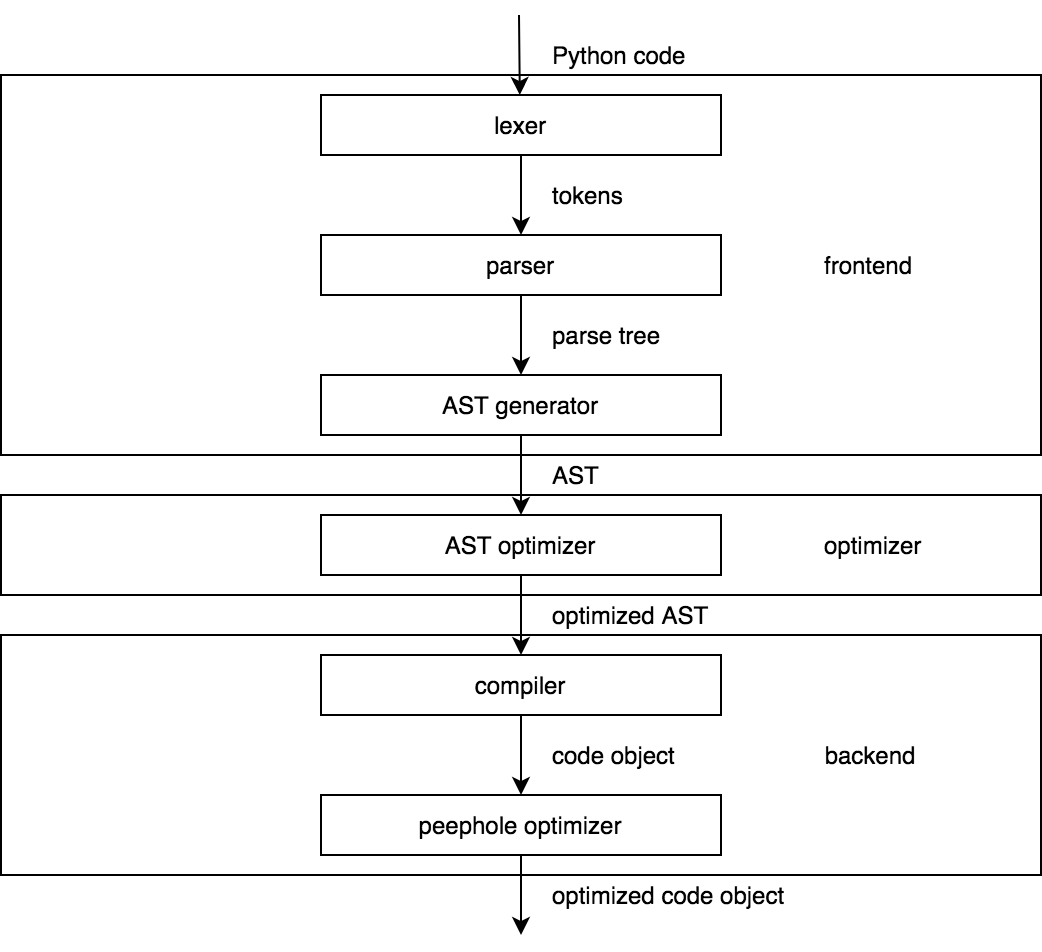 Python code
lexer
tokens
parser
frontend
parse tree
AST generator
AST
AST optimizer
optimizer
optimized AST
compiler
code object
backend
peephole optimizer
optimized code object